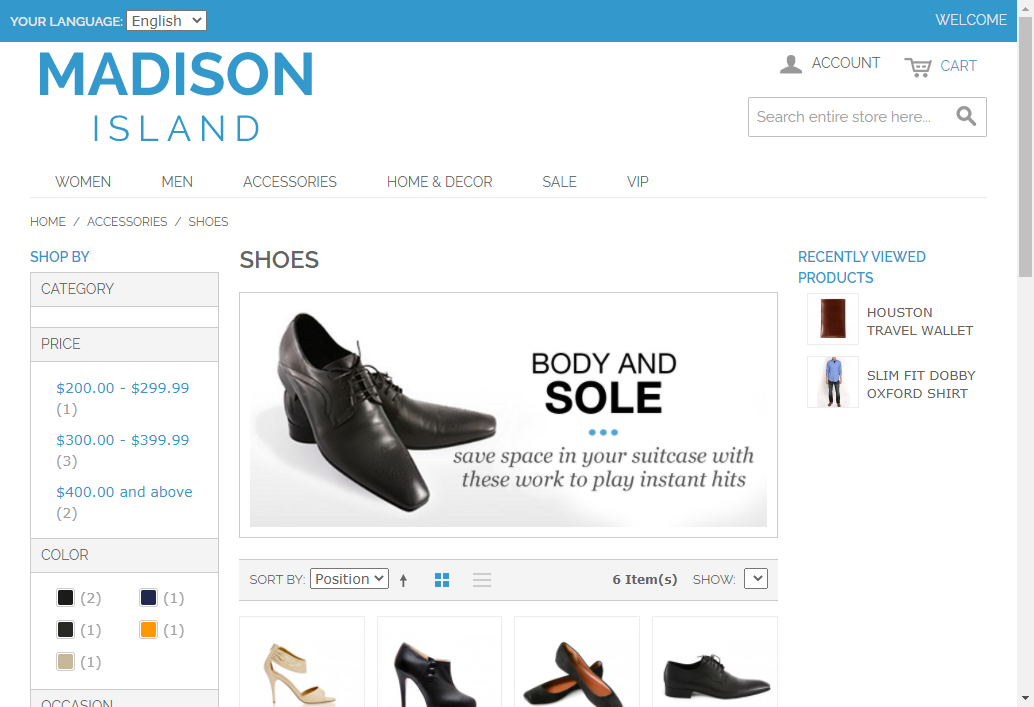 YOUR LANGUAGE: English
WELCOME
MADISON
ISLAND
ACCOUNT
CART
Search entire store here...
WOMEN
MEN
ACCESSORIES
HOME & DECOR
SALE
VIP
HOME / ACCESSORIES / SHOES
SHOP BY
CATEGORY
PRICE
$200.00 - $299.99
(1)
$300.00 - $399.99
(3)
$400.00 and above
(2)
COLOR
(2)
(1)
(1)
(1)
(1)
OCCASION
SHOES
BODY AND
SOLE
save space in your suitcase with
these work to play instant hits
SORT BY: Position
6 Item(s)
SHOW:
RECENTLY VIEWED
PRODUCTS
HOUSTON
TRAVEL WALLET
SLIM FIT DOBBY
OXFORD SHIRT